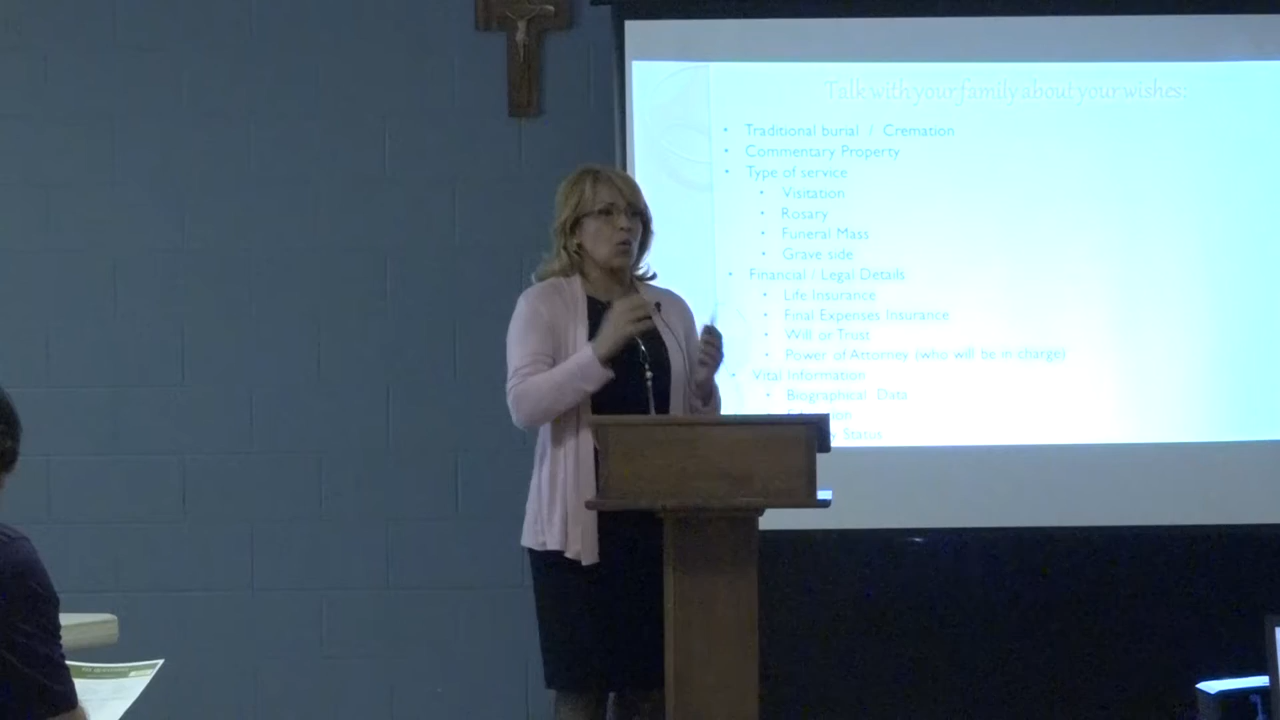 Talk with your family about your wishes:
• Traditional burial / Cremation
• Commentary Property
• Type of service
• Visitation
• Rosary
• Funeral Mass
• Grave side
• Financial / Legal Details
• Life Insurance
• Final Expenses Insurance
• Will or Trust
• Power of Attorney (who will be in charge)
• Vital Information
• Biographical Data
Status